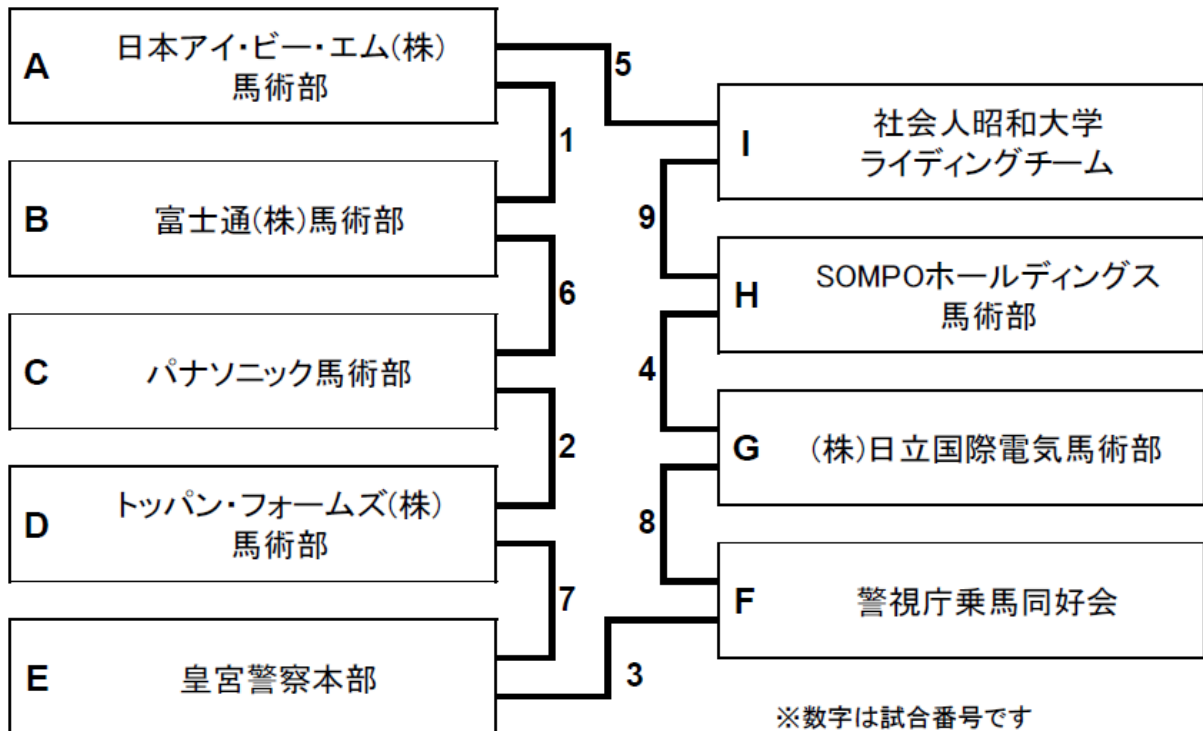 A
日本アイ・ビー・エム(株)
馬術部
B
富士通(株)馬術部
C
パナソニック馬術部
D
トッパン・フォームズ(株)
馬術部
E
皇宮警察本部
5
1
6
2
7
3
9
4
8
I
社会人昭和大学
ライディングチーム
H
SOMPOホールディングス
馬術部
G
(株)日立国際電気馬術部
F
警視庁乗馬同好会
※数字は試合番号です